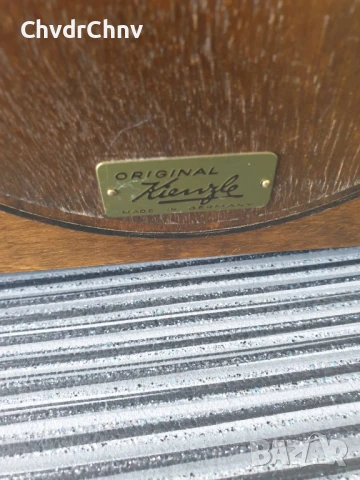 ChvdrChnv
ORIGINAL
Kienzle
MADE IN GERMANY
BAZAR